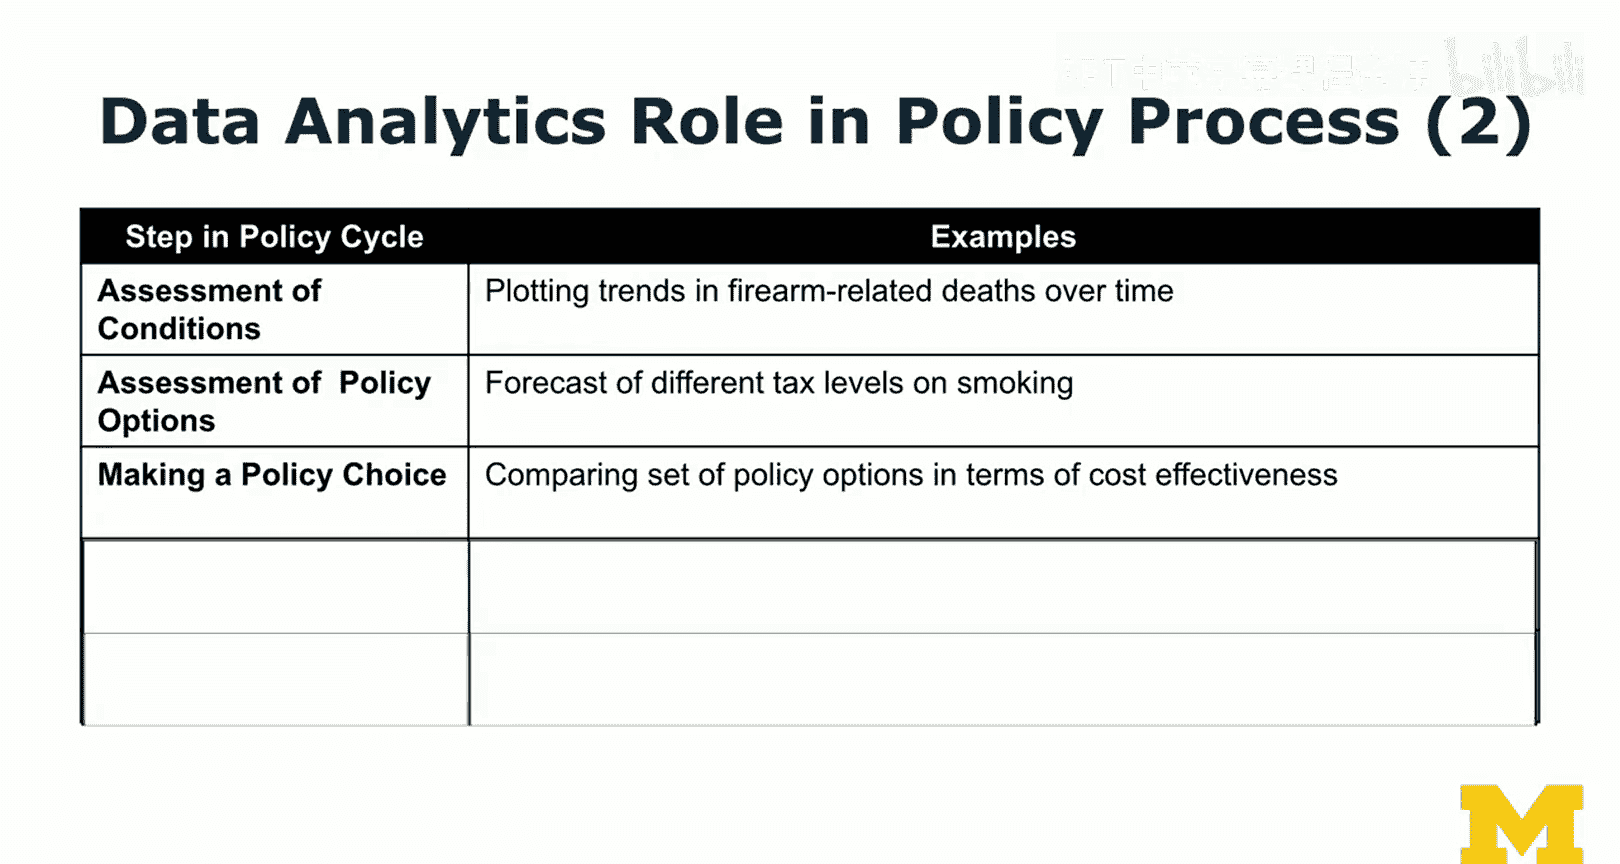 bilibili
Data Analytics Role in Policy Process (2)
Step in Policy Cycle
Examples
Assessment of
Conditions
Plotting trends in firearm-related deaths over time
Assessment of  Policy
Options
Forecast of different tax levels on smoking
Making a Policy Choice
Comparing set of policy options in terms of cost effectiveness
M